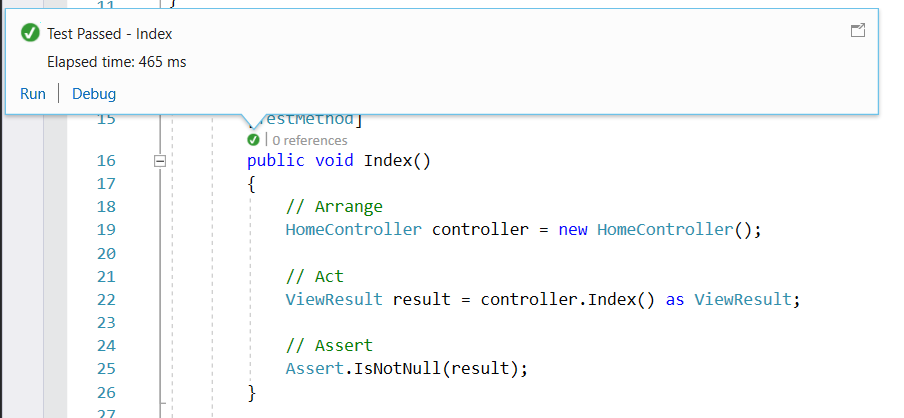 11 {
Test Passed - Index
Elapsed time: 465 ms
Run | Debug
15 [TestMethod]
| 0 references
16 public void Index()
17 {
18 // Arrange
19 HomeController controller = new HomeController();
20
21 // Act
22 ViewResult result = controller.Index() as ViewResult;
23
24 // Assert
25 Assert.IsNotNull(result);
26 }
27